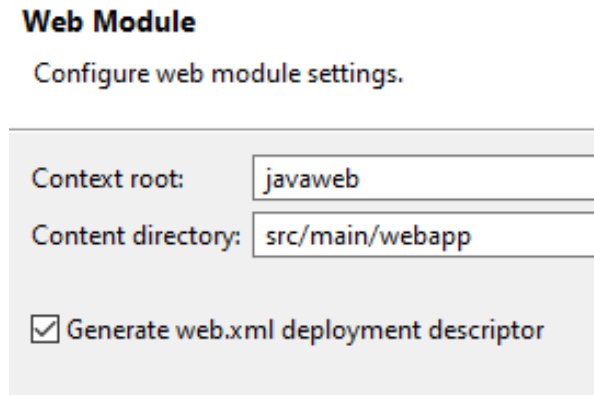 Web Module
Configure web module settings.
Context root: javaweb
Content directory: src/main/webapp
Generate web.xml deployment descriptor